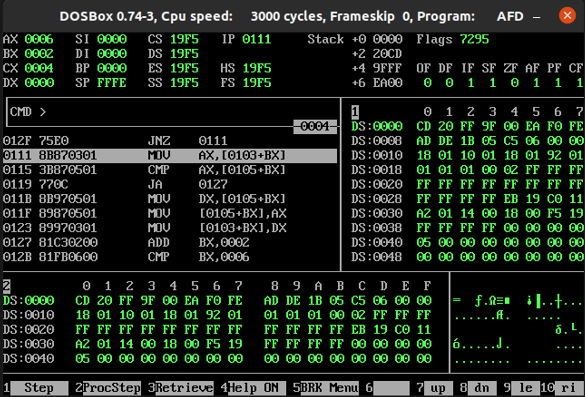 DOSBox 0.74-3, Cpu speed: 3000 cycles, Frameskip 0, Program: AFD
AX 0006 SI 0000 CS 19F5 IP 0111 Stack +0 0000 Flags 7295
BX 0002 DI 0000 DS 19F5 +2 20CD
CX 0004 BP 0000 ES 19F5 HS 19F5 +4 9FFF OF DF IF SF ZF AF PF CF
DX 0000 SP FFFE SS 19F5 FS 19F5 +6 EA00 0 0 1 1 0 1 1 1
CMD >
0004
012F 75E0 JNZ 0111
0111 8B870301 MOV AX,[0103+BX]
0115 3B870501 CMP AX,[0105+BX]
0119 770C JA 0127
011B 8B970501 MOV DX,[0105+BX]
011F 89870501 MOV [0105+BX],AX
0123 89970301 MOV [0103+BX],DX
0127 81C30200 ADD BX,0002
012B 81FB0600 CMP BX,0006
1 0 1 2 3 4 5 6 7
DS:0000 CD 20 FF 9F 00 EA F0 FE
DS:0008 AD DE 1B 05 C5 06 00 00
DS:0010 18 01 10 01 18 01 92 01
DS:0018 01 01 01 00 02 FF FF FF
DS:0020 FF FF FF FF FF FF FF FF
DS:0028 FF FF FF FF EB 19 C0 11
DS:0030 A2 01 14 00 18 00 F5 19
DS:0038 FF FF FF FF 00 00 00 00
DS:0040 05 00 00 00 00 00 00 00
DS:0048 00 00 00 00 00 00 00 00
2 0 1 2 3 4 5 6 7 8 9 A B C D E F
DS:0000 CD 20 FF 9F 00 EA F0 FE AD DE 1B 05 C5 06 00 00
DS:0010 18 01 10 01 18 01 92 01 01 01 01 00 02 FF FF FF
DS:0020 FF FF FF FF FF FF FF FF FF FF FF FF EB 19 C0 11
DS:0030 A2 01 14 00 18 00 F5 19 FF FF FF FF 00 00 00 00
DS:0040 05 00 00 00 00 00 00 00 00 00 00 00 00 00 00 00
1 Step 2 ProcStep 3 Retrieve 4 Help ON 5 BRK Menu 6 7 up 8 dn 9 le 10 ri